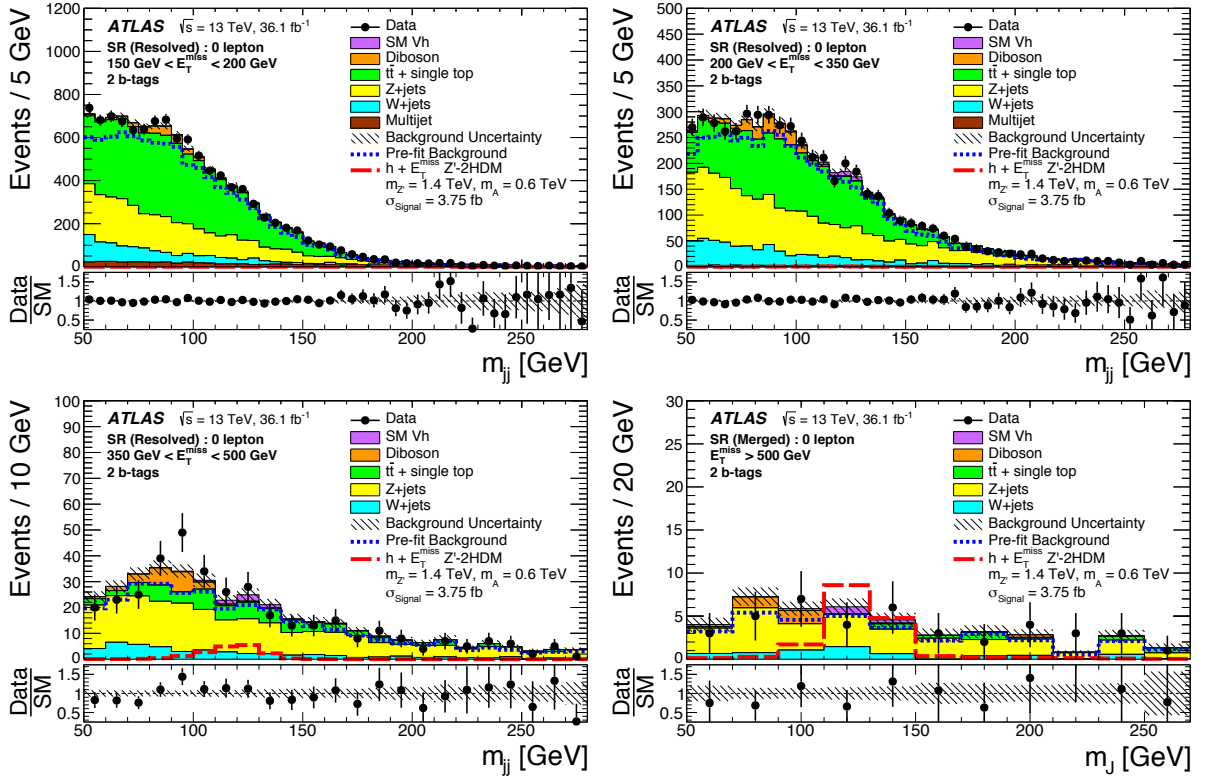 ATLAS √s = 13 TeV, 36.1 fb⁻¹
SR (Resolved) : 0 lepton
150 GeV < E_T^miss < 200 GeV
2 b-tags
Data
SM Vh
Diboson
tt̄ + single top
Z+jets
W+jets
Multijet
Background Uncertainty
Pre-fit Background
h + E_T^miss Z'-2HDM
m_Z' = 1.4 TeV, m_A = 0.6 TeV
σ_Signal = 3.75 fb
Events / 5 GeV
1200
1000
800
600
400
200
0
Data/SM
1.5
1
0.5
50 100 150 200 250
m_jj [GeV]
ATLAS √s = 13 TeV, 36.1 fb⁻¹
SR (Resolved) : 0 lepton
200 GeV < E_T^miss < 350 GeV
2 b-tags
Data
SM Vh
Diboson
tt̄ + single top
Z+jets
W+jets
Multijet
Background Uncertainty
Pre-fit Background
h + E_T^miss Z'-2HDM
m_Z' = 1.4 TeV, m_A = 0.6 TeV
σ_Signal = 3.75 fb
Events / 5 GeV
500
450
400
350
300
250
200
150
100
50
0
Data/SM
1.5
1
0.5
50 100 150 200 250
m_jj [GeV]
ATLAS √s = 13 TeV, 36.1 fb⁻¹
SR (Resolved) : 0 lepton
350 GeV < E_T^miss < 500 GeV
2 b-tags
Data
SM Vh
Diboson
tt̄ + single top
Z+jets
W+jets
Background Uncertainty
Pre-fit Background
h + E_T^miss Z'-2HDM
m_Z' = 1.4 TeV, m_A = 0.6 TeV
σ_Signal = 3.75 fb
Events / 10 GeV
100
90
80
70
60
50
40
30
20
10
0
Data/SM
1.5
1
0.5
50 100 150 200 250
m_jj [GeV]
ATLAS √s = 13 TeV, 36.1 fb⁻¹
SR (Merged) : 0 lepton
E_T^miss > 500 GeV
2 b-tags
Data
SM Vh
Diboson
tt̄ + single top
Z+jets
W+jets
Background Uncertainty
Pre-fit Background
h + E_T^miss Z'-2HDM
m_Z' = 1.4 TeV, m_A = 0.6 TeV
σ_Signal = 3.75 fb
Events / 20 GeV
30
25
20
15
10
5
0
Data/SM
1.5
1
0.5
50 100 150 200 250
m_J [GeV]